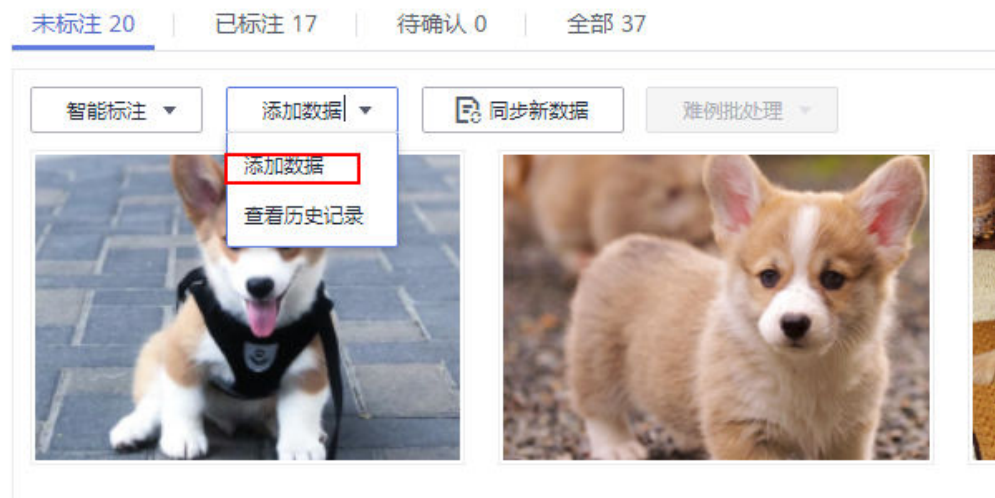 未标注 20 已标注 17 待确认 0 全部 37
智能标注 添加数据 同步新数据 难例批处理
添加数据
查看历史记录